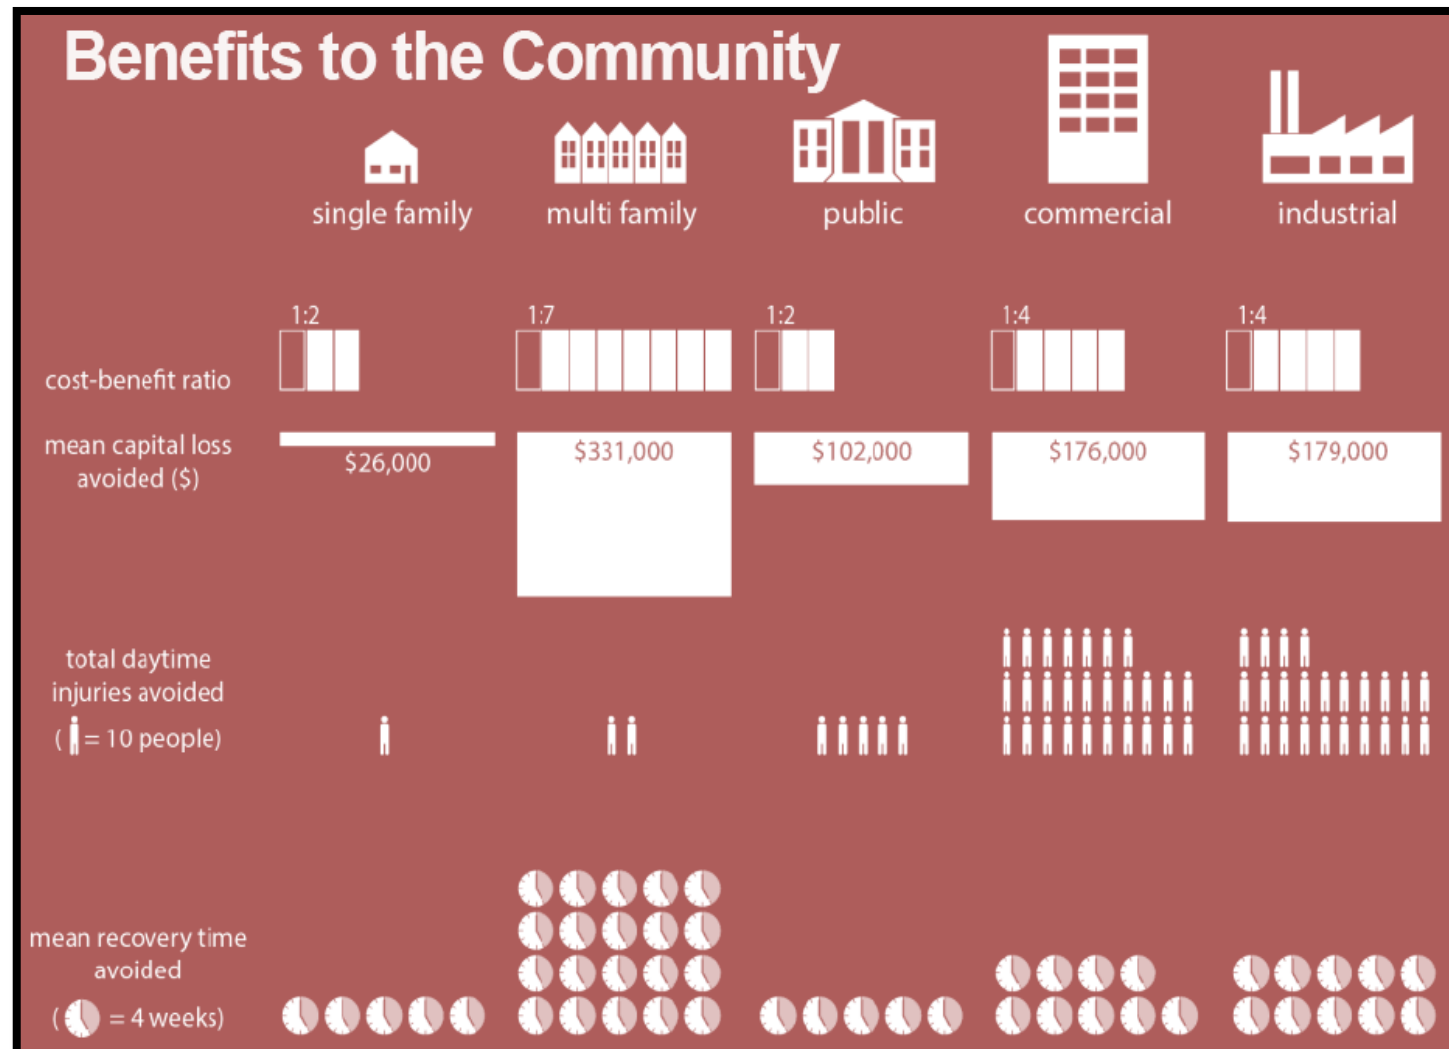 Benefits to the Community
single family
multi family
public
commercial
industrial
cost-benefit ratio
1:2
1:7
1:2
1:4
1:4
mean capital loss
avoided ($)
$26,000
$331,000
$102,000
$176,000
$179,000
total daytime
injuries avoided
( = 10 people)
mean recovery time
avoided
( = 4 weeks)